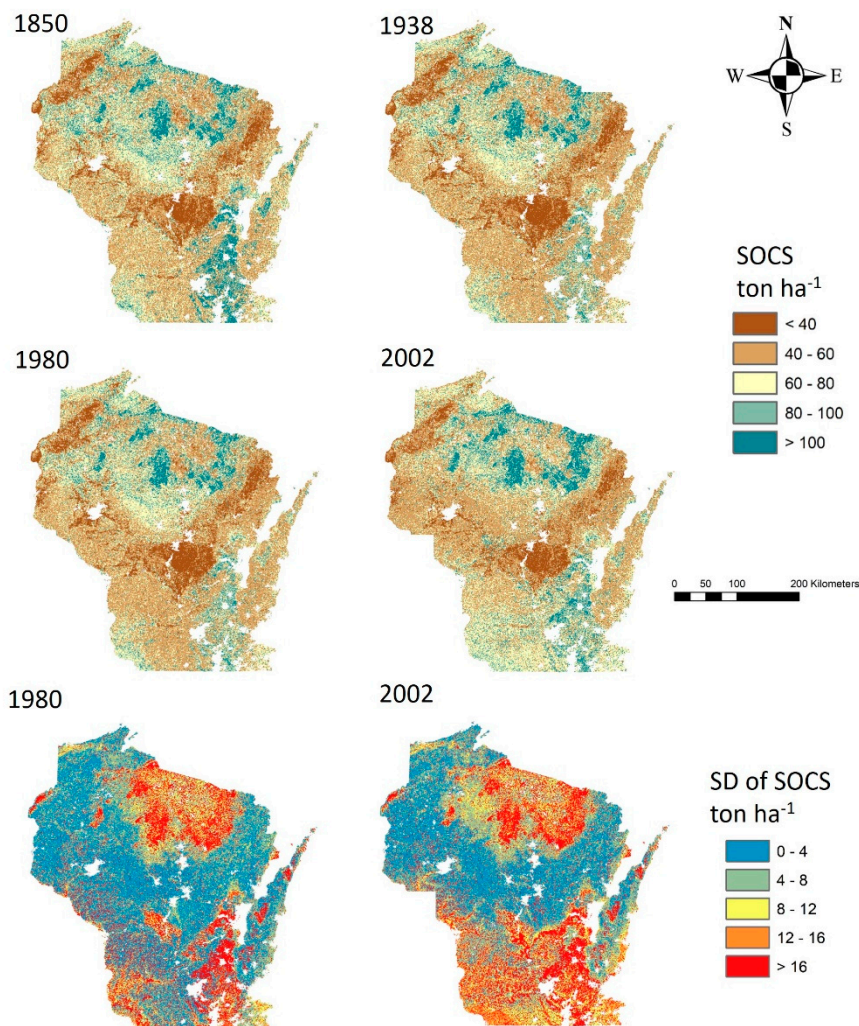 1850
1938
N
W
E
S
SOCS
ton ha⁻¹
< 40
40 - 60
60 - 80
80 - 100
> 100
1980
2002
0 50 100 200 Kilometers
1980
2002
SD of SOCS
ton ha⁻¹
0 - 4
4 - 8
8 - 12
12 - 16
> 16